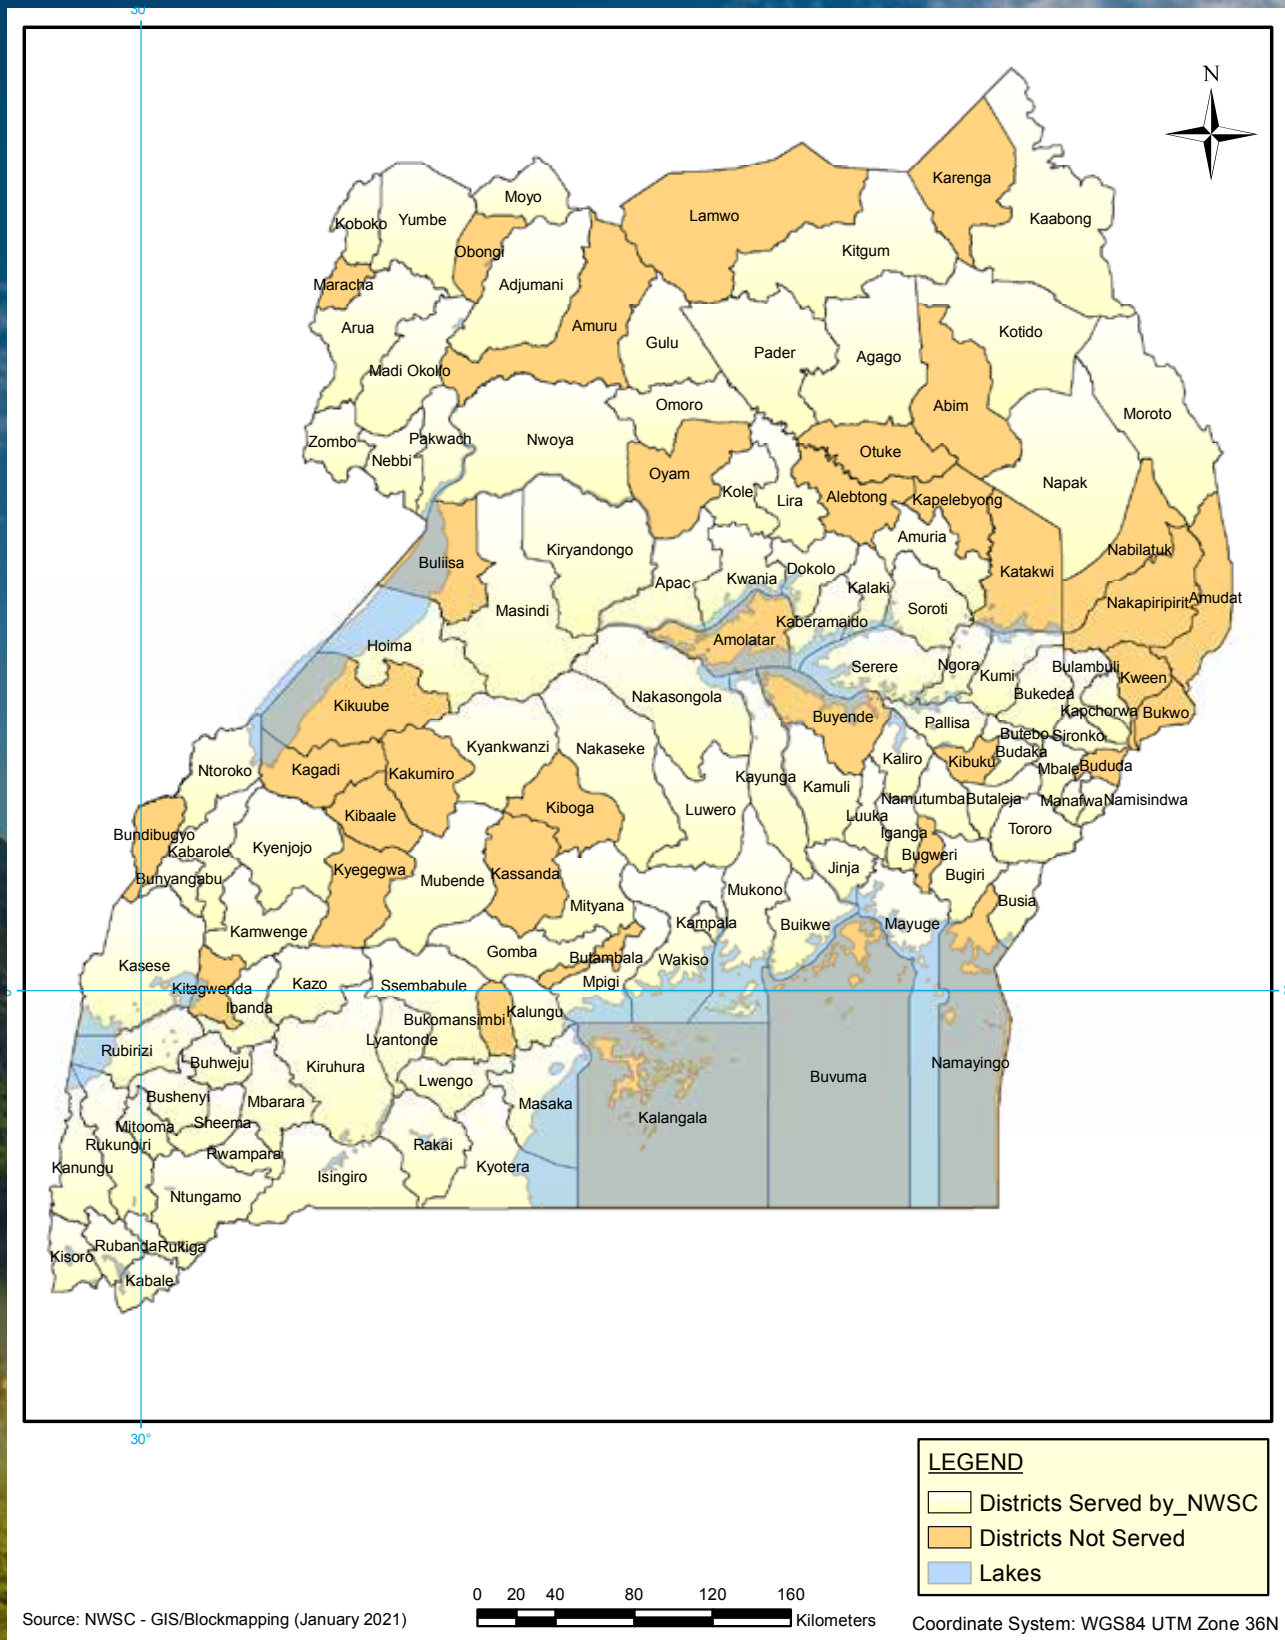 30°
N
Karenga
Moyo
Lamwo
Kaabong
Koboko
Yumbe
Obongi
Kitgum
Maracha
Adjumani
Arua
Amuru
Kotido
Gulu
Pader
Agago
Madi Okollo
Omoro
Abim
Moroto
Zombo
Pakwach
Nwoya
Nebbi
Otuke
Oyam
Napak
Kole
Lira
Alebtong
Kapelebyong
Amuria
Kiryandongo
Nabilatuk
Buliisa
Dokolo
Katakwi
Apac
Kwania
Kalaki
Masindi
Nakapiripirit
Amudat
Soroti
Kaberamaido
Amolatar
Hoima
Serere
Ngora
Bulambuli
Kumi
Kween
Nakasongola
Bukedea
Kikuube
Kapchorwa
Bukwo
Buyende
Pallisa
Kyankwanzi
Nakaseke
Butebo
Sironko
Budaka
Kaliro
Kibuku
Ntoroko
Kagadi
Kakumiro
Mbale
Bududa
Kayunga
Kamuli
Namutumba
Butaleja
Manafwa
Namisindwa
Kiboga
Luwero
Kibaale
Luuka
Tororo
Bundibugyo
Iganga
Kabarole
Kyenjojo
Bugweri
Kyegegwa
Kassanda
Jinja
Bunyangabu
Mubende
Bugiri
Mukono
Mityana
Busia
Kampala
Buikwe
Mayuge
Kamwenge
Gomba
Butambala
Wakiso
Kasese
Kazo
Ssembabule
Mpigi
Kitagwenda
Ibanda
Kalungu
Bukomansimbi
Lyantonde
Rubirizi
Buhweju
Kiruhura
Namayingo
Lwengo
Buvuma
Bushenyi
Mbarara
Masaka
Kalangala
Mitooma
Sheema
Rukungiri
Rakai
Rwampara
Kanungu
Kyotera
Isingiro
Ntungamo
Rubanda
Rukiga
Kisoro
Kabale
30°
LEGEND
Districts Served by_NWSC
Districts Not Served
Lakes
0 20 40 80 120 160
Kilometers
Source: NWSC - GIS/Blockmapping (January 2021)
Coordinate System: WGS84 UTM Zone 36N